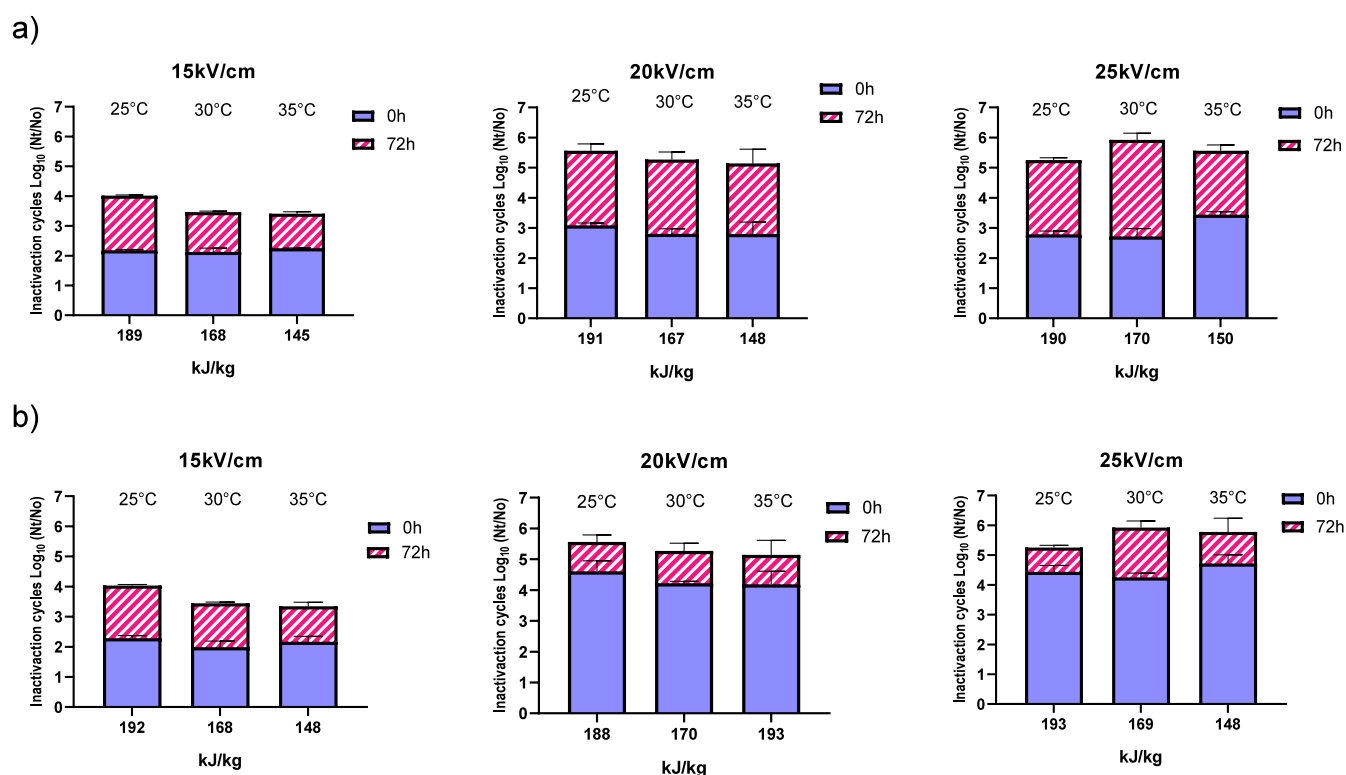 a)
15kV/cm
25°C 30°C 35°C
0h
72h
Inactivaction cycles Log₁₀ (Nt/No)
7
6
5
4
3
2
1
0
189 168 145
kJ/kg
20kV/cm
25°C 30°C 35°C
0h
72h
Inactivaction cycles Log₁₀ (Nt/No)
7
6
5
4
3
2
1
0
191 167 148
kJ/kg
25kV/cm
25°C 30°C 35°C
0h
72h
Inactivaction cycles Log₁₀ (Nt/No)
7
6
5
4
3
2
1
0
190 170 150
kJ/kg
b)
15kV/cm
25°C 30°C 35°C
0h
72h
Inactivaction cycles Log₁₀ (Nt/No)
7
6
5
4
3
2
1
0
192 168 148
kJ/kg
20kV/cm
25°C 30°C 35°C
0h
72h
Inactivaction cycles Log₁₀ (Nt/No)
7
6
5
4
3
2
1
0
188 170 193
kJ/kg
25kV/cm
25°C 30°C 35°C
0h
72h
Inactivaction cycles Log₁₀ (Nt/No)
7
6
5
4
3
2
1
0
193 169 148
kJ/kg